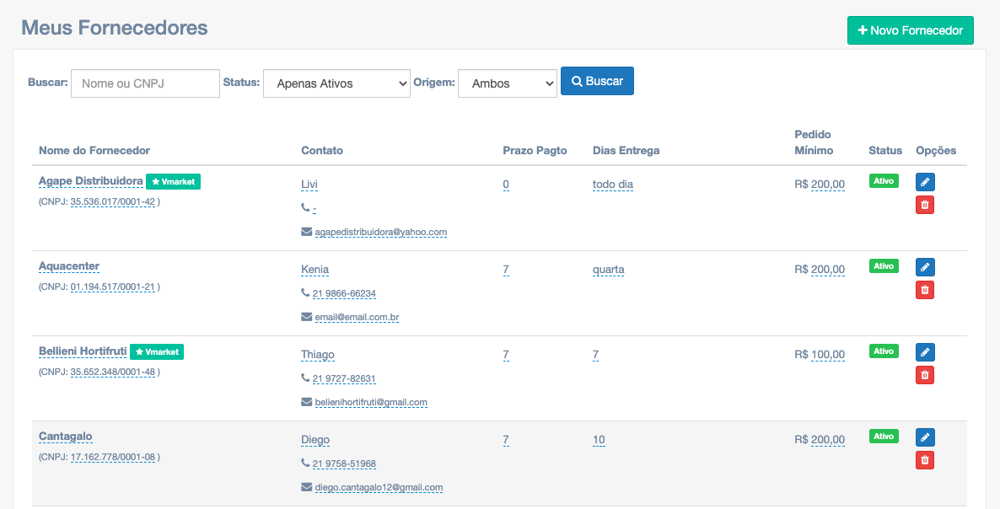 Meus Fornecedores
Novo Fornecedor
Buscar: Nome ou CNPJ Status: Apenas Ativos Origem: Ambos Buscar
Nome do Fornecedor Contato Prazo Pagto Dias Entrega Pedido Mínimo Status Opções
Agape Distribuidora Vmarket Livi 0 todo dia R$ 200,00 Ativo
(CNPJ: 35.536.017/0001-42 )
-
agapedistribuidora@yahoo.com
Aquacenter Kenia 7 quarta R$ 200,00 Ativo
(CNPJ: 01.194.517/0001-21 )
21 9866-66234
email@email.com.br
Bellieni Hortifruti Vmarket Thiago 7 7 R$ 100,00 Ativo
(CNPJ: 35.652.348/0001-48 )
21 9727-82631
belienihortifruti@gmail.com
Cantagalo Diego 7 10 R$ 200,00 Ativo
(CNPJ: 17.162.778/0001-08 )
21 9758-51968
diego.cantagalo12@gmail.com